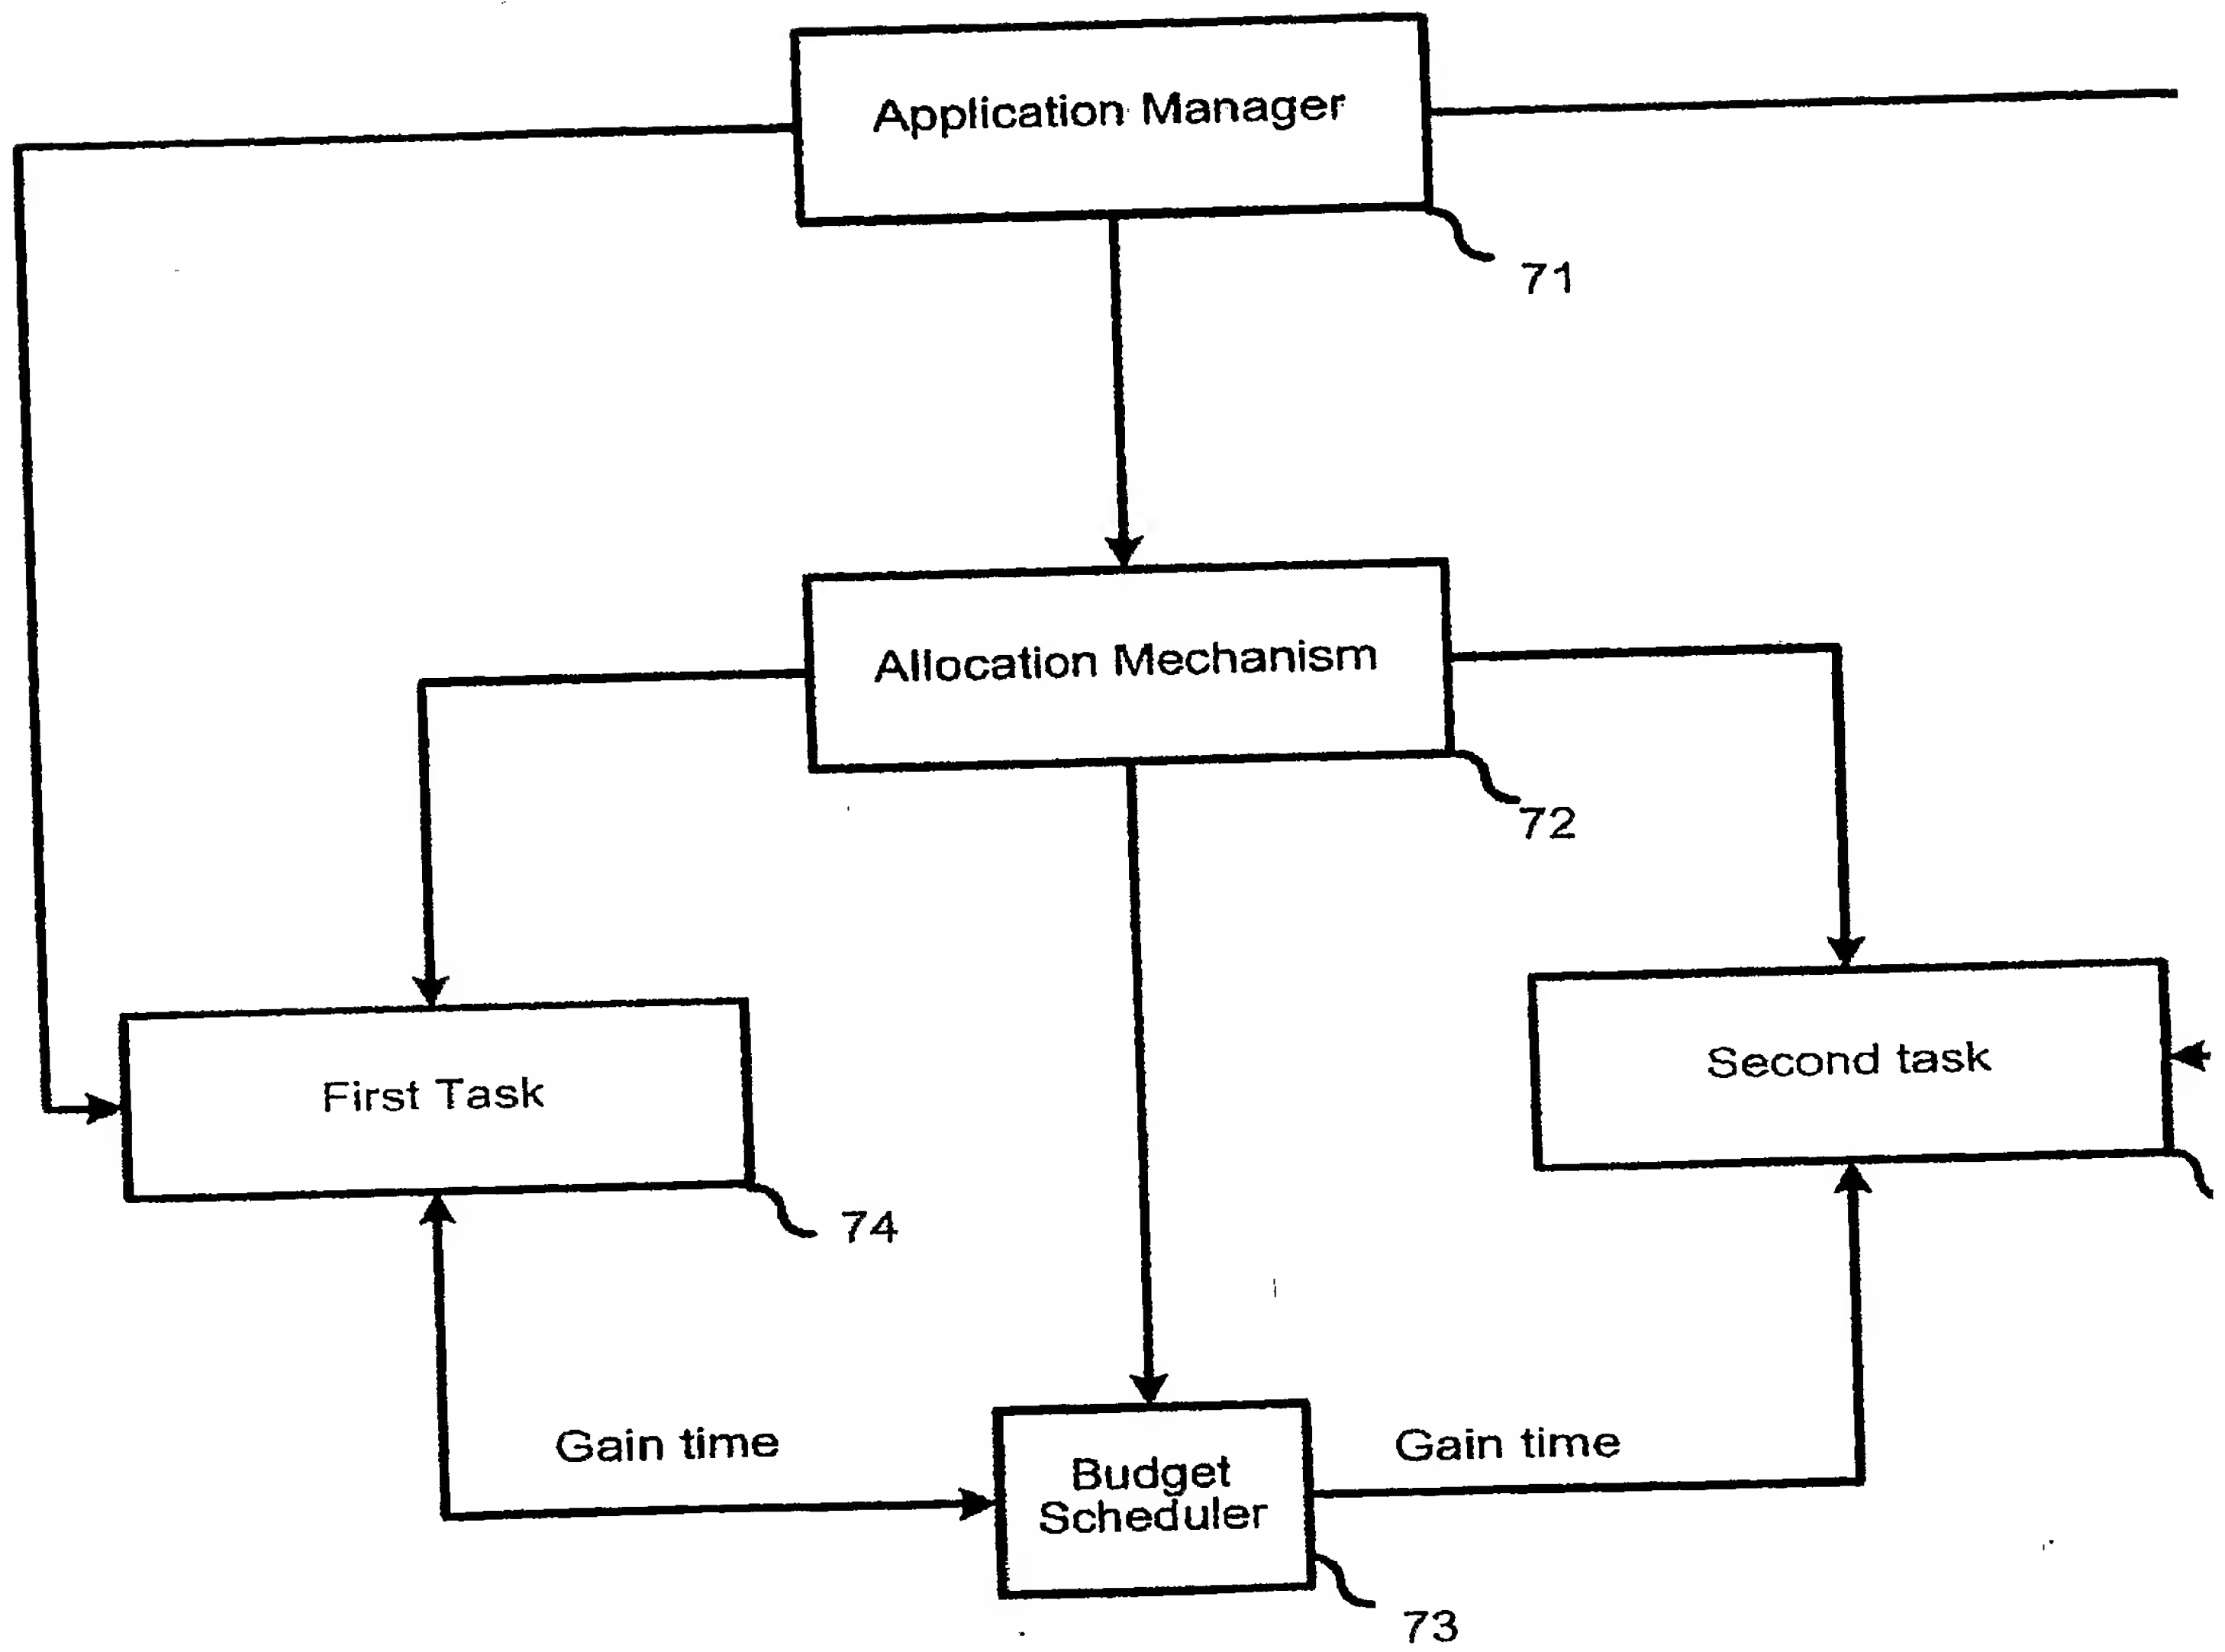 Application Manager
71
Allocation Mechanism
72
First Task
Second task
74
Gain time
Gain time
Budget
Scheduler
73